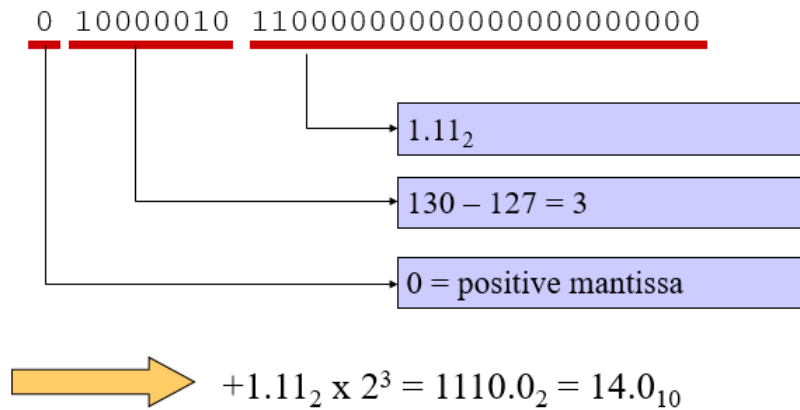 0 10000010 11000000000000000000000
1.11₂
130 – 127 = 3
0 = positive mantissa
+1.11₂ x 2³ = 1110.0₂ = 14.0₁₀